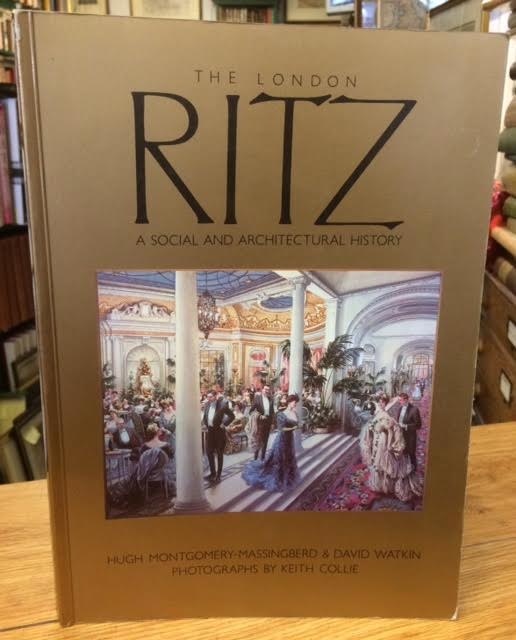 THE LONDON
RITZ
A SOCIAL AND ARCHITECTURAL HISTORY
HUGH MONTGOMERY-MASSINGBERD & DAVID WATKIN
PHOTOGRAPHS BY KEITH COLLIE